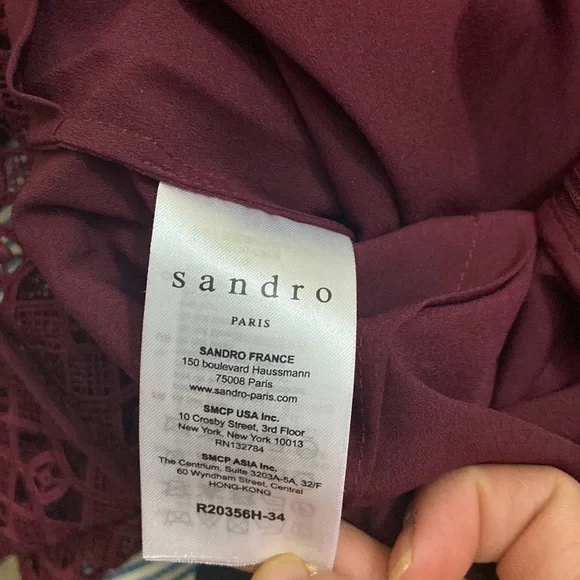 sandro
PARIS
SANDRO FRANCE
150 boulevard Haussmann
75008 Paris
www.sandro-paris.com
SMCP USA Inc.
10 Crosby Street, 3rd Floor
New York, New York 10013
RN132784
SMCP ASIA Inc.
The Centrium, Suite 3203A-5A, 32/F
60 Wyndham Street, Central
HONG-KONG
R20356H-34